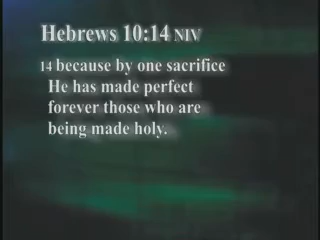 Hebrews 10:14 NIV
14 because by one sacrifice
He has made perfect
forever those who are
being made holy.